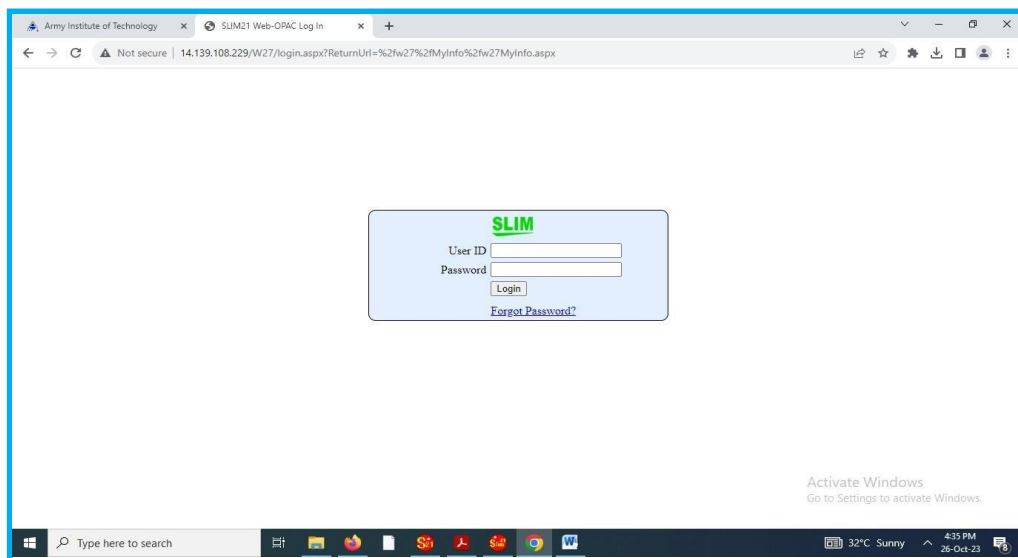 Army Institute of Technology
SLIM21 Web-OPAC Log In
Not secure | 14.139.108.229/W27/login.aspx?ReturnUrl=%2fw27%2fMyInfo%2fw27MyInfo.aspx
SLIM
User ID
Password
Login
Forgot Password?
Activate Windows
Go to Settings to activate Windows.
Type here to search
32°C Sunny
4:35 PM
26-Oct-23
8